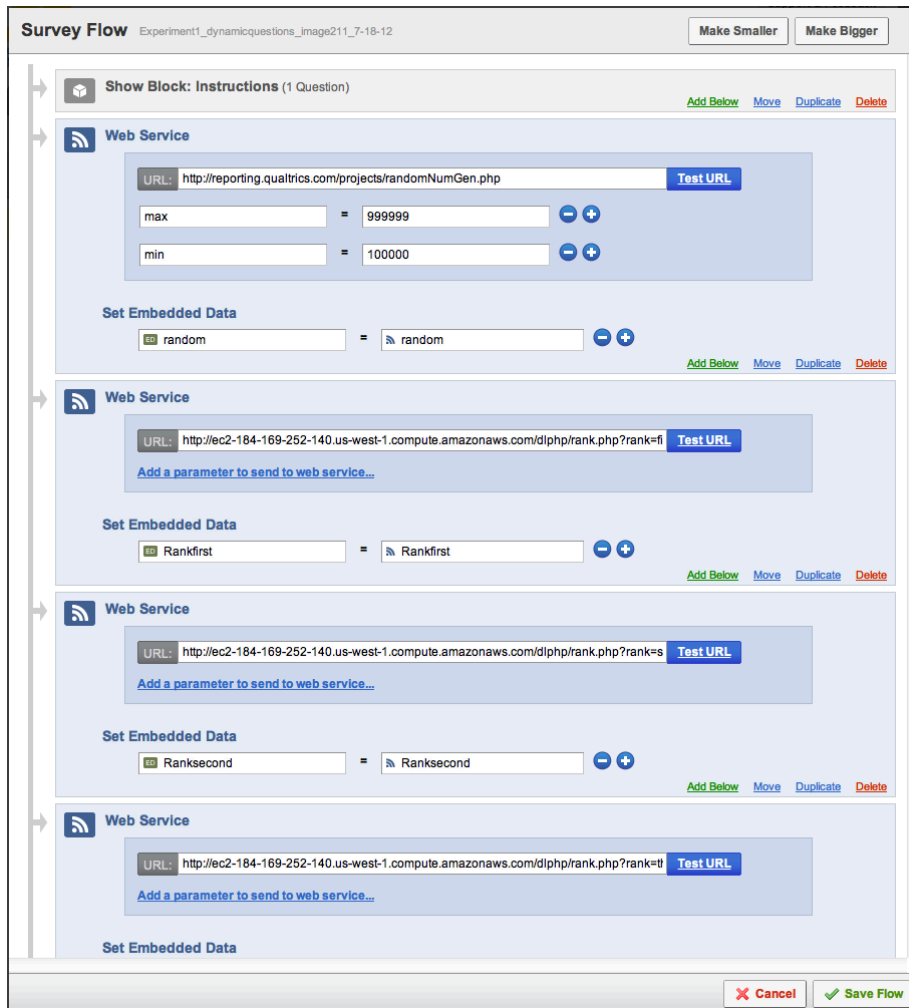 Survey Flow Experiment1_dynamicquestions_image211_7-18-12 Make Smaller Make Bigger
Show Block: Instructions (1 Question)
Add Below Move Duplicate Delete
Web Service
URL: http://reporting.qualtrics.com/projects/randomNumGen.php Test URL
max = 999999
min = 100000
Set Embedded Data
ED random = random
Add Below Move Duplicate Delete
Web Service
URL: http://ec2-184-169-252-140.us-west-1.compute.amazonaws.com/dlphp/rank.php?rank=fi Test URL
Add a parameter to send to web service...
Set Embedded Data
ED Rankfirst = Rankfirst
Add Below Move Duplicate Delete
Web Service
URL: http://ec2-184-169-252-140.us-west-1.compute.amazonaws.com/dlphp/rank.php?rank=s Test URL
Add a parameter to send to web service...
Set Embedded Data
ED Ranksecond = Ranksecond
Add Below Move Duplicate Delete
Web Service
URL: http://ec2-184-169-252-140.us-west-1.compute.amazonaws.com/dlphp/rank.php?rank=th Test URL
Add a parameter to send to web service...
Set Embedded Data
Cancel Save Flow